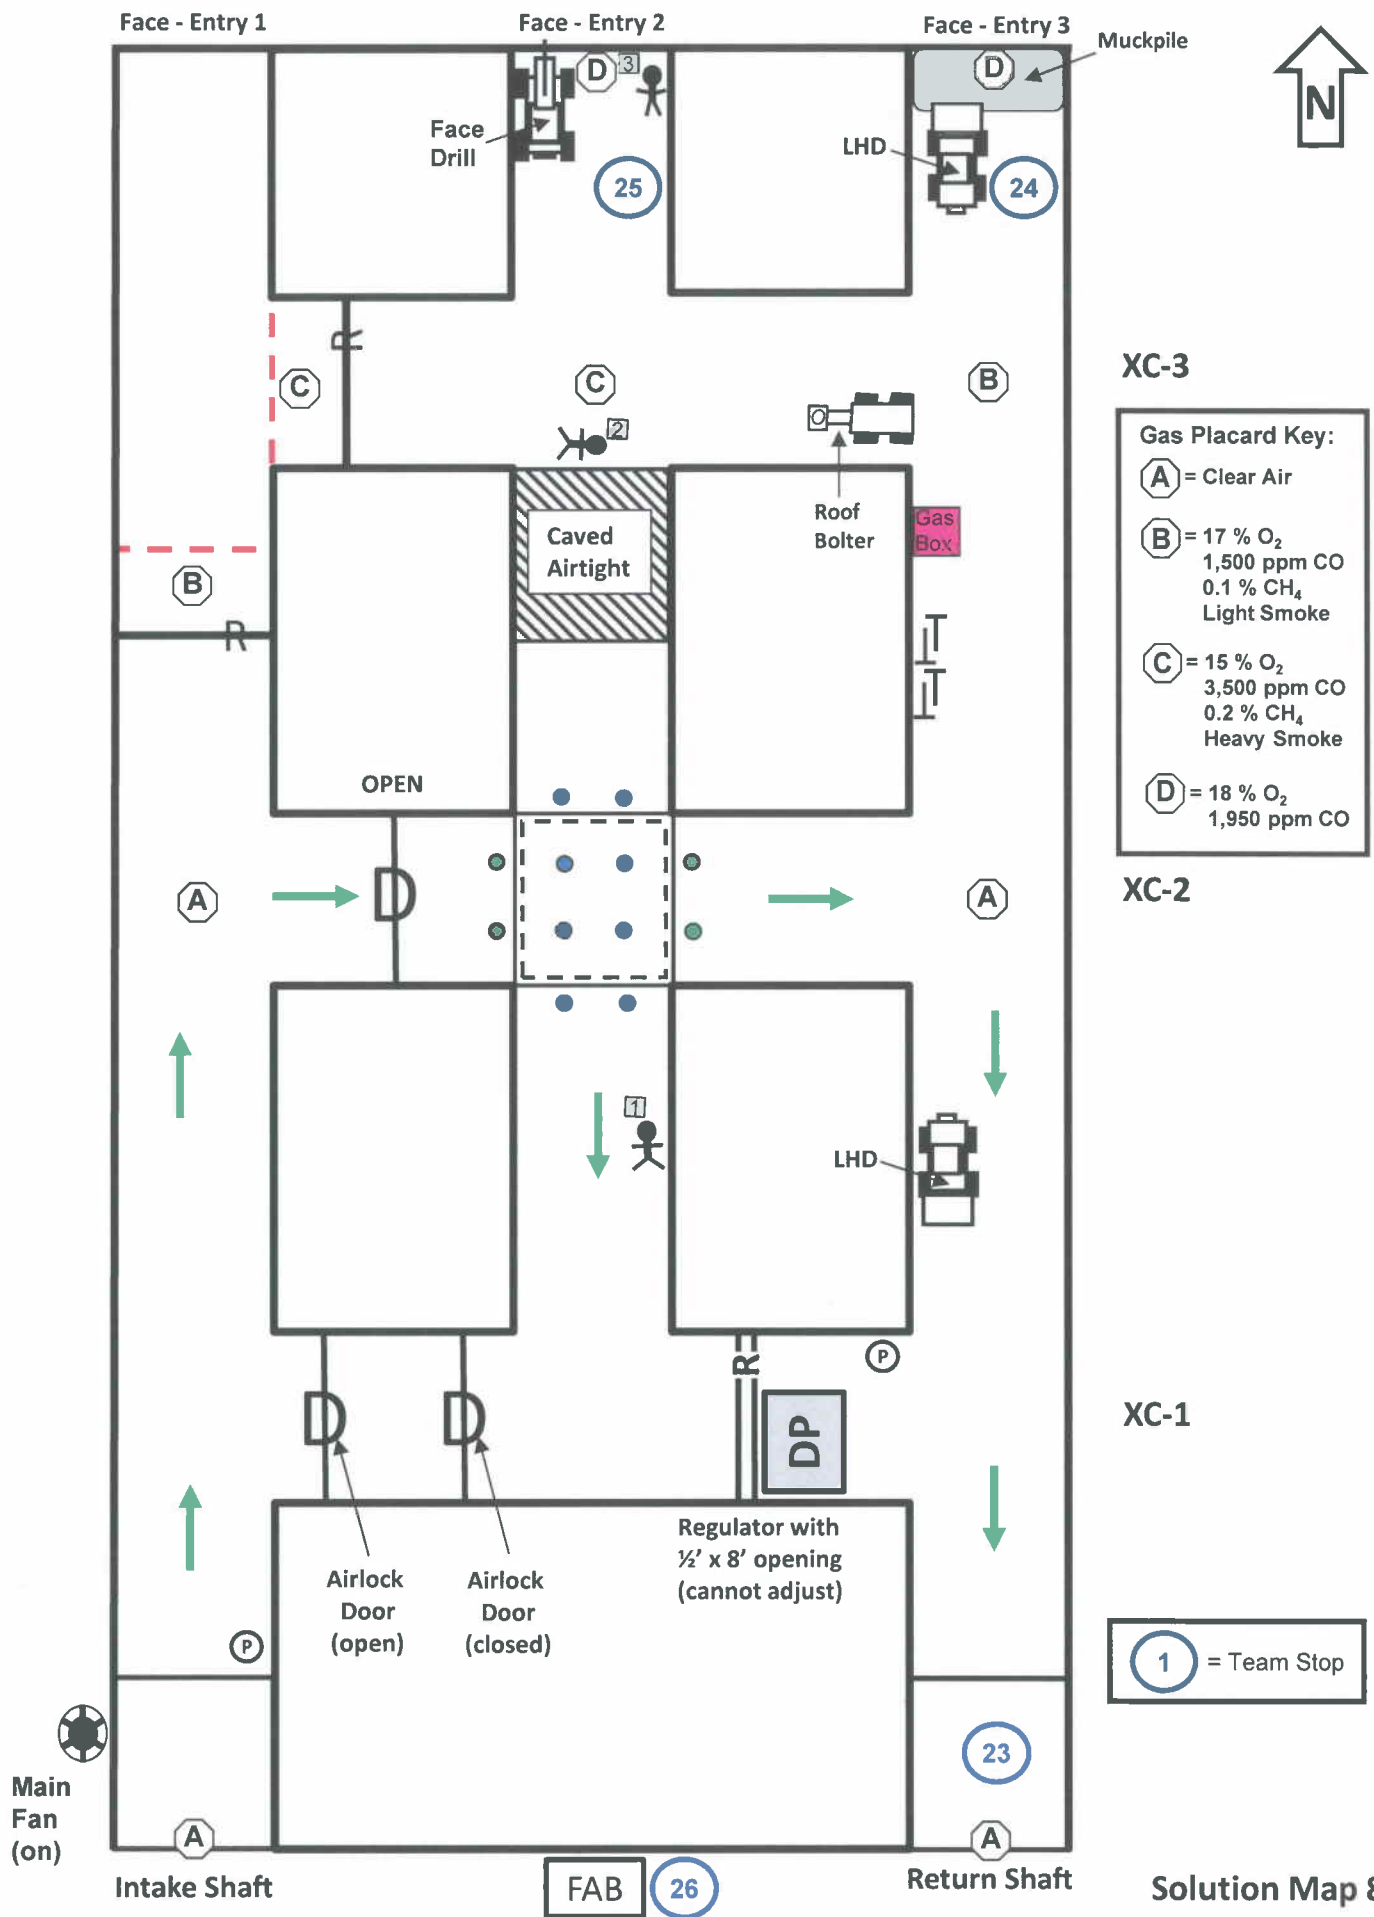 Face - Entry 1
Face - Entry 2
Face - Entry 3
Muckpile
N
D
3
D
Face
Drill
LHD
25
24
R
XC-3
C
C
B
2
Gas Placard Key:
A = Clear Air
B = 17 % O₂
1,500 ppm CO
0.1 % CH₄
Light Smoke
C = 15 % O₂
3,500 ppm CO
0.2 % CH₄
Heavy Smoke
D = 18 % O₂
1,950 ppm CO
Roof
Bolter
Gas
Box
Caved
Airtight
B
R
T
T
OPEN
A
D
A
XC-2
1
LHD
R
P
D
D
DP
XC-1
Regulator with
½' x 8' opening
(cannot adjust)
Airlock
Door
(open)
Airlock
Door
(closed)
P
1 = Team Stop
23
Main
Fan
(on)
A
A
Intake Shaft
FAB
26
Return Shaft
Solution Map 8